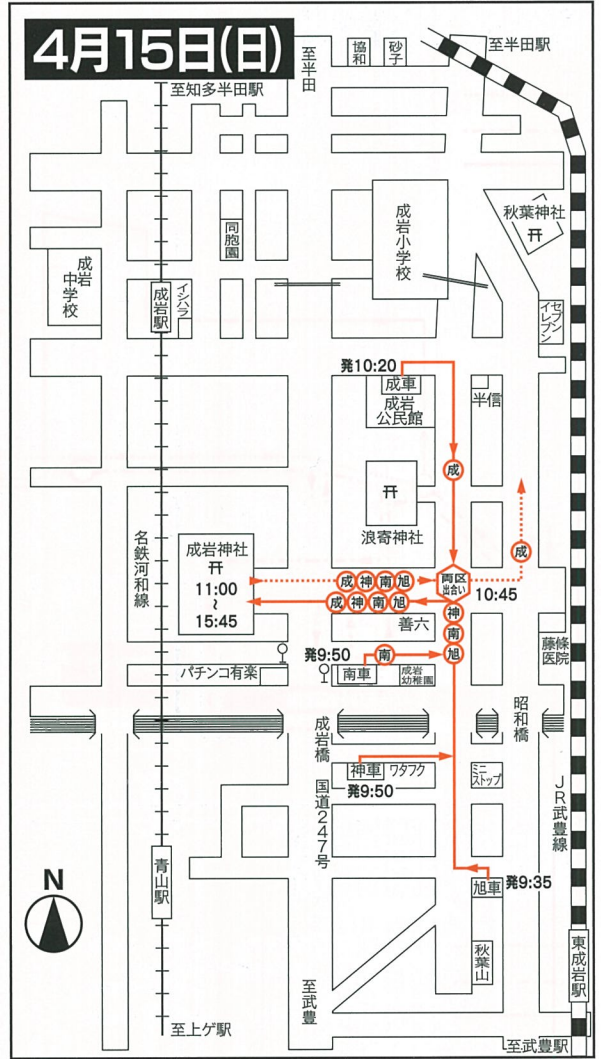 4月15日(日)
至半田
協和
砂子
至半田駅
至知多半田駅
秋葉神社
同胞園
成岩小学校
成岩中学校
成岩駅
イシハラ
セブンイレブン
発10:20
成車
成岩
公民館
半信
成
浪寄神社
名鉄河和線
成岩神社
11:00
~
15:45
成神南旭
成神南旭
両区
出合い
10:45
成
神
南
旭
善六
藤條
医院
発9:50
南
南車
成岩
幼稚園
パチンコ有楽
昭和橋
成岩橋
神車
ワタフク
発9:50
ミニ
ストップ
国道247号
JR武豊線
青山駅
旭車
発9:35
N
秋葉山
東成岩駅
至武豊
至上ゲ駅
至武豊駅